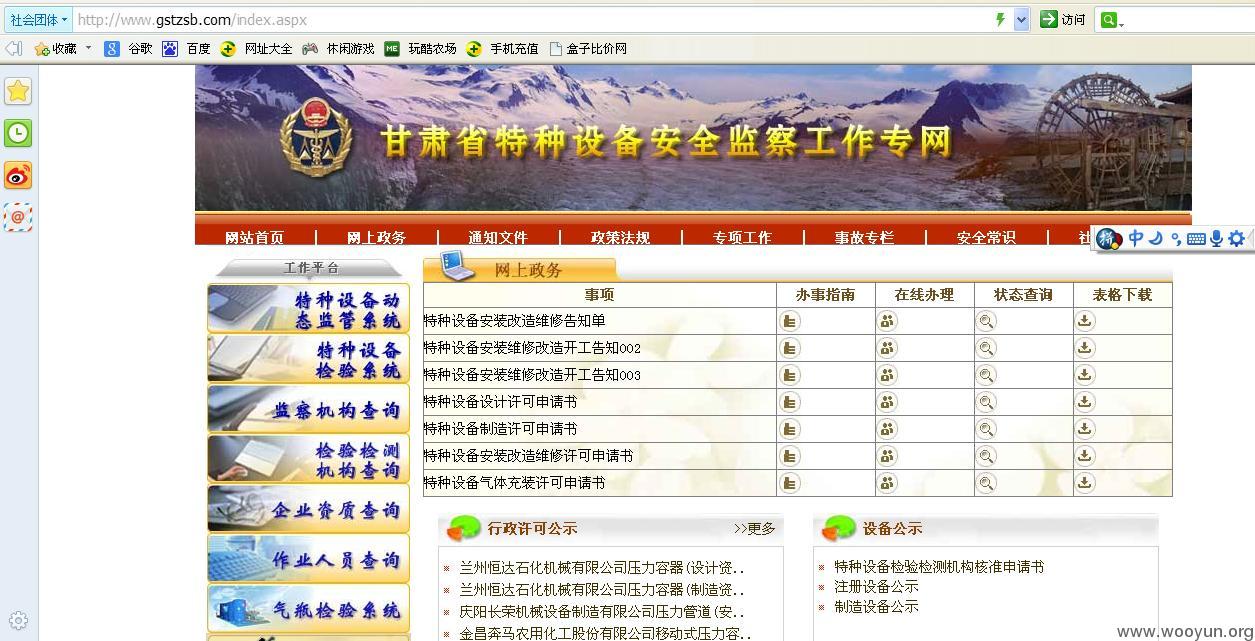 社会团体 http://www.gstzsb.com/index.aspx 访问
收藏 谷歌 百度 网址大全 休闲游戏 玩酷农场 手机充值 盒子比价网
甘肃省特种设备安全监察工作专网
网站首页 网上政务 通知文件 政策法规 专项工作 事故专栏 安全常识 社
中
工作平台
特种设备动
态监管系统
特种设备
检验系统
监察机构查询
检验检测
机构查询
企业资质查询
作业人员查询
气瓶检验系统
网上政务
事项 办事指南 在线办理 状态查询 表格下载
特种设备安装改造维修告知单
特种设备安装维修改造开工告知002
特种设备安装维修改造开工告知003
特种设备设计许可申请书
特种设备制造许可申请书
特种设备安装改造维修许可申请书
特种设备气体充装许可申请书
行政许可公示 >>更多
兰州恒达石化机械有限公司压力容器(设计资..
兰州恒达石化机械有限公司压力容器(制造资..
庆阳长荣机械设备制造有限公司压力管道(安..
金昌奔马农用化工股份有限公司移动式压力容..
设备公示
特种设备检验检测机构核准申请书
注册设备公示
制造设备公示
www.wooyun.org